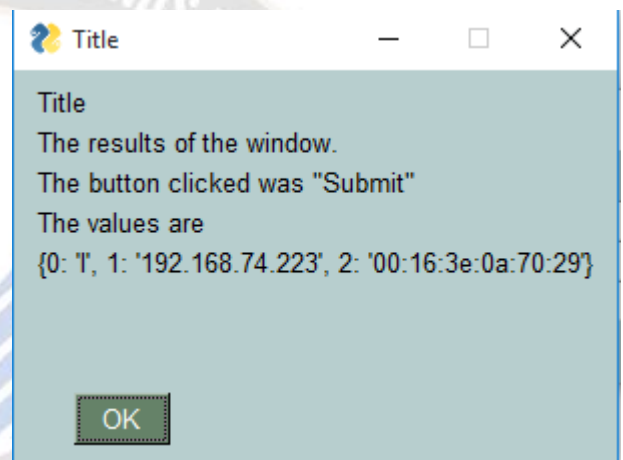 Title
Title
The results of the window.
The button clicked was "Submit"
The values are
{0: 'l', 1: '192.168.74.223', 2: '00:16:3e:0a:70:29'}
OK